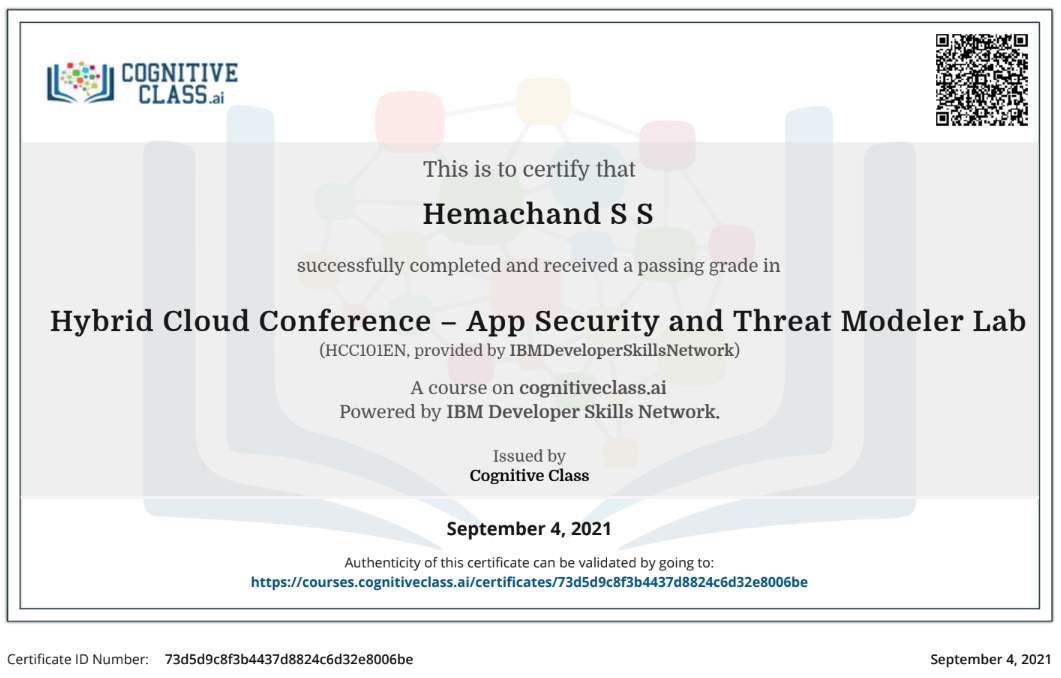 COGNITIVE
CLASS.ai
This is to certify that
Hemachand S S
successfully completed and received a passing grade in
Hybrid Cloud Conference – App Security and Threat Modeler Lab
(HCC101EN, provided by IBMDeveloperSkillsNetwork)
A course on cognitiveclass.ai
Powered by IBM Developer Skills Network.
Issued by
Cognitive Class
September 4, 2021
Authenticity of this certificate can be validated by going to:
https://courses.cognitiveclass.ai/certificates/73d5d9c8f3b4437d8824c6d32e8006be
Certificate ID Number: 73d5d9c8f3b4437d8824c6d32e8006be
September 4, 2021